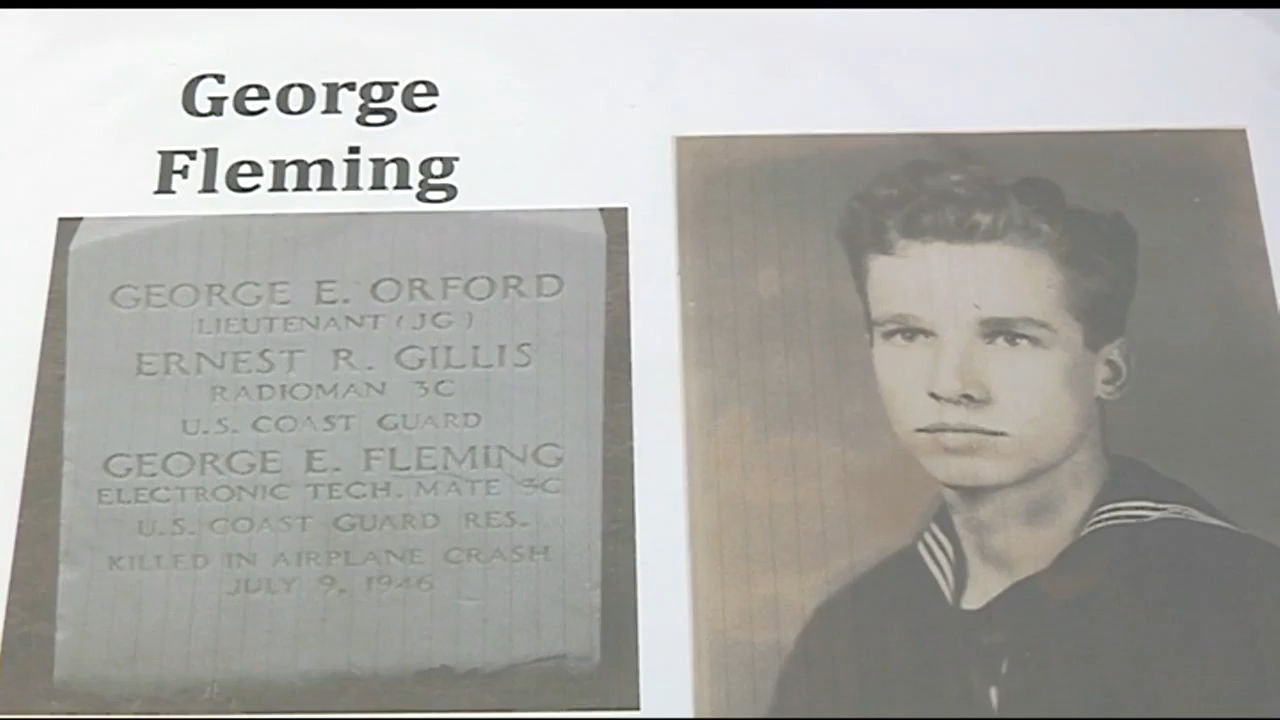 George
Fleming
GEORGE E. ORFORD
LIEUTENANT (JG)
ERNEST R. GILLIS
RADIOMAN 3C
U.S. COAST GUARD
GEORGE E. FLEMING
ELECTRONIC TECH. MATE 3C
U.S. COAST GUARD RES.
KILLED IN AIRPLANE CRASH
JULY 9, 1946